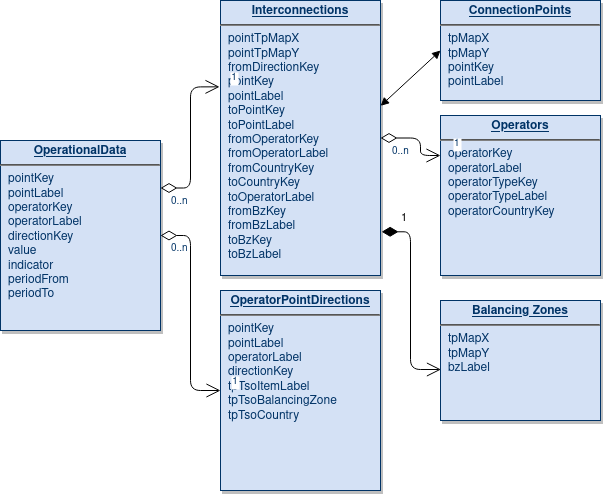 OperationalData
pointKey
pointLabel
operatorKey
operatorLabel
directionKey
value
indicator
periodFrom
periodTo
0..n
0..n
Interconnections
pointTpMapX
pointTpMapY
fromDirectionKey
1
pointKey
pointLabel
toPointKey
toPointLabel
fromOperatorKey
fromOperatorLabel
fromCountryKey
toCountryKey
toOperatorLabel
fromBzKey
fromBzLabel
toBzKey
toBzLabel
OperatorPointDirections
pointKey
pointLabel
operatorLabel
directionKey
1
tpTsoItemLabel
tpTsoBalancingZone
tpTsoCountry
0..n
1
ConnectionPoints
tpMapX
tpMapY
pointKey
pointLabel
Operators
1
operatorKey
operatorLabel
operatorTypeKey
operatorTypeLabel
operatorCountryKey
Balancing Zones
tpMapX
tpMapY
bzLabel